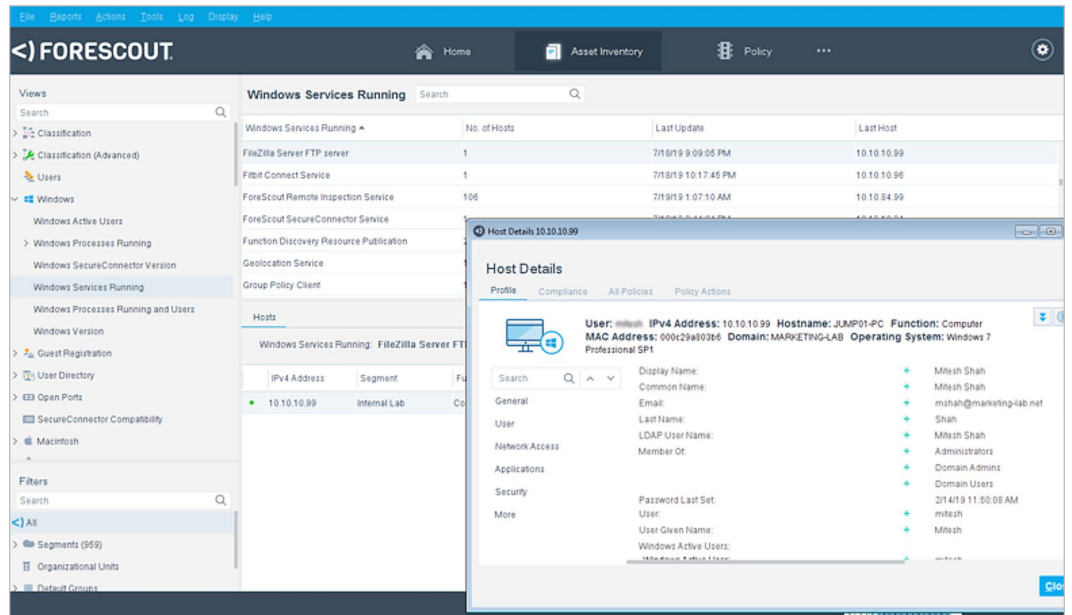 File Reports Actions Tools Log Display Help
<) FORESCOUT.
Home
Asset Inventory
Policy
...
Views
Search
Classification
Classification (Advanced)
Users
Windows
Windows Active Users
Windows Processes Running
Windows SecureConnector Version
Windows Services Running
Windows Processes Running and Users
Windows Version
Guest Registration
User Directory
Open Ports
SecureConnector Compatibility
Macintosh
Filters
Search
<) All
Segments (959)
Organizational Units
Default Groups
Windows Services Running Search
Windows Services Running No. of Hosts Last Update Last Host
FileZilla Server FTP server 1 7/18/19 9:09:05 PM 10.10.10.99
Fitbit Connect Service 1 7/18/19 10:17:45 PM 10.10.10.96
ForeScout Remote Inspection Service 106 7/19/19 1:07:10 AM 10.10.84.99
ForeScout SecureConnector Service
Function Discovery Resource Publication
Geolocation Service
Group Policy Client
Hosts
Windows Services Running: FileZilla Server FT
IPv4 Address Segment Fu
10.10.10.99 Internal Lab Co
Host Details 10.10.10.99
Host Details
Profile Compliance All Policies Policy Actions
User: IPv4 Address: 10.10.10.99 Hostname: JUMP01-PC Function: Computer
MAC Address: 000c29a803b6 Domain: MARKETING-LAB Operating System: Windows 7
Professional SP1
Search
General
User
Network Access
Applications
Security
More
Display Name: + Mitesh Shah
Common Name: + Mitesh Shah
Email: + mshah@marketing-lab.net
Last Name: + Shah
LDAP User Name: + Mitesh Shah
Member Of: + Administrators
+ Domain Admins
+ Domain Users
Password Last Set: 2/14/19 11:50:08 AM
User: + mitesh
User Given Name: + Mitesh
Windows Active Users:
Clo